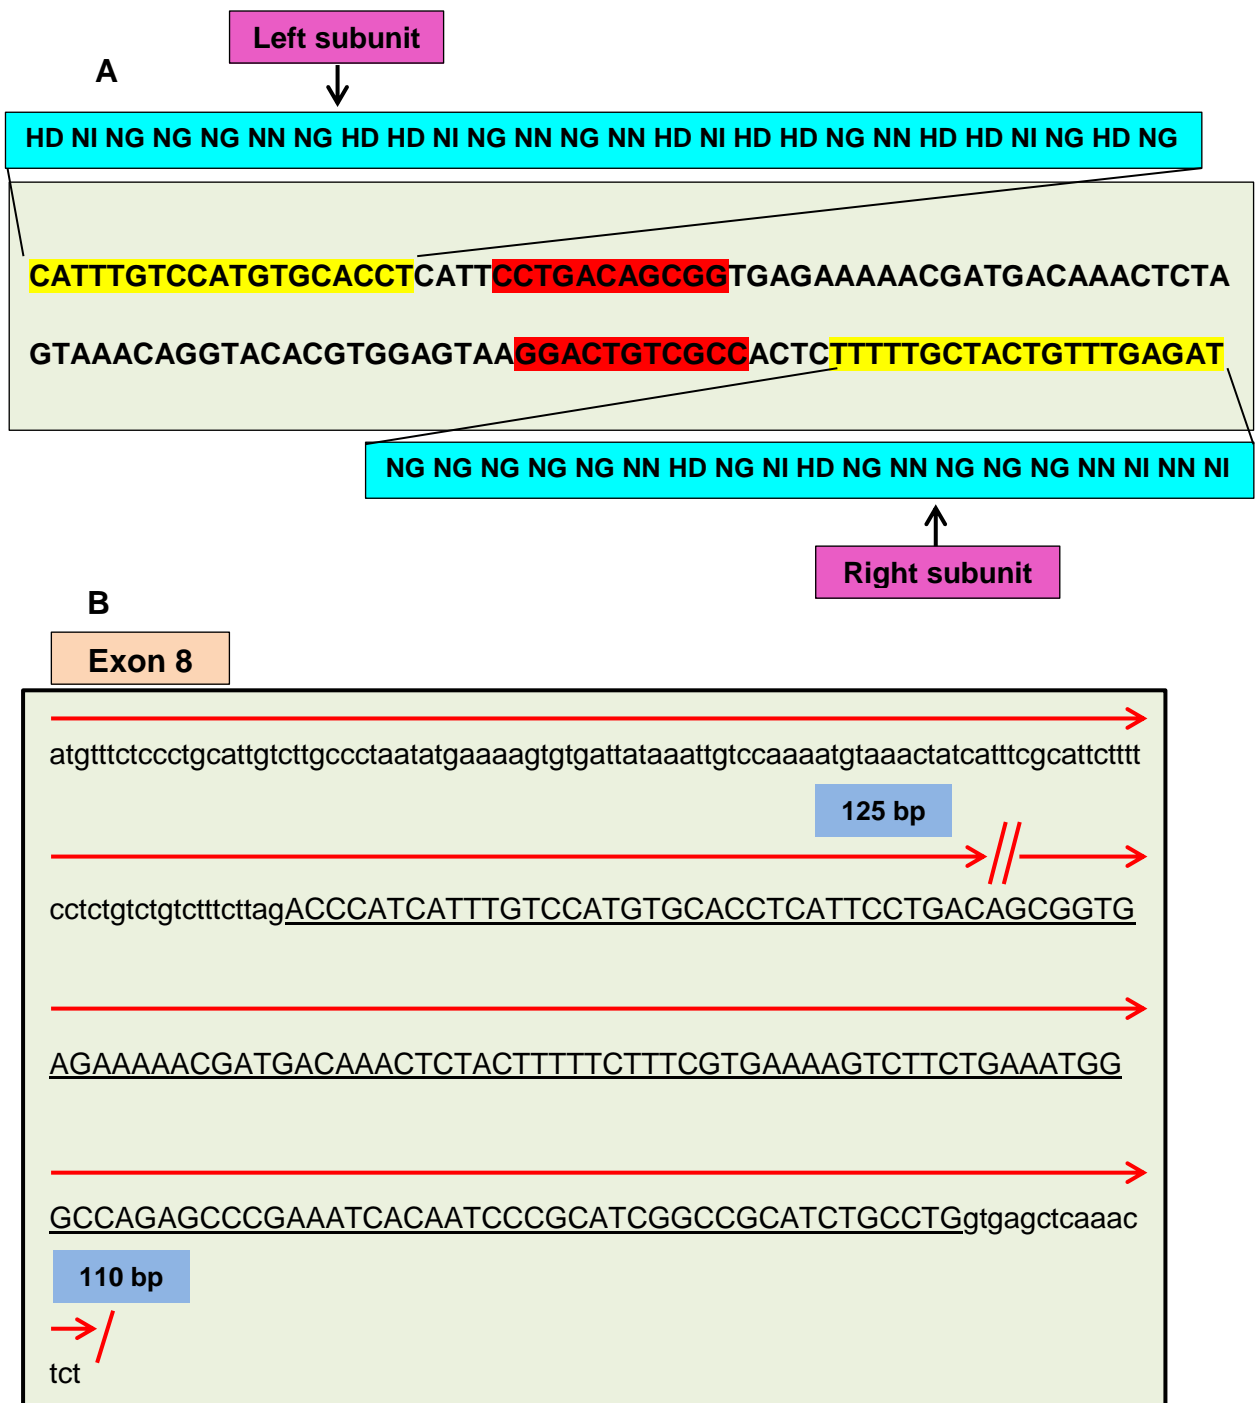 Left subunit
A
HD NI NG NG NG NN NG HD HD NI NG NN NG NN HD NI HD HD NG NN HD HD NI NG HD NG
CATTTGTCCATGTGCACCTCATTCCTGACAGCGGTGAGAAAAACGATGACAAACTCTA
GTAAACAGGTACACGTGGAGTAAGGACTGTCGCCACTCTTTTTGCTACTGTTTGAGAT
NG NG NG NG NG NN HD NG NI HD NG NN NG NG NG NN NI NN NI
Right subunit
B
Exon 8
atgtttctccctgcattgtcttgccctaatatgaaaagtgtgattataaattgtccaaaatgtaaactatcatttcgcattctttt
125 bp
cctctgtctgtctttcttagACCCATCATTTGTCCATGTGCACCTCATTCCTGACAGCGGTG
AGAAAAACGATGACAAACTCTACTTTTTCTTTCGTGAAAAGTCTTCTGAAATGG
GCCAGAGCCCGAAATCACAATCCCGCATCGGCCGCATCTGCCTGgtgagctcaaac
110 bp
tct